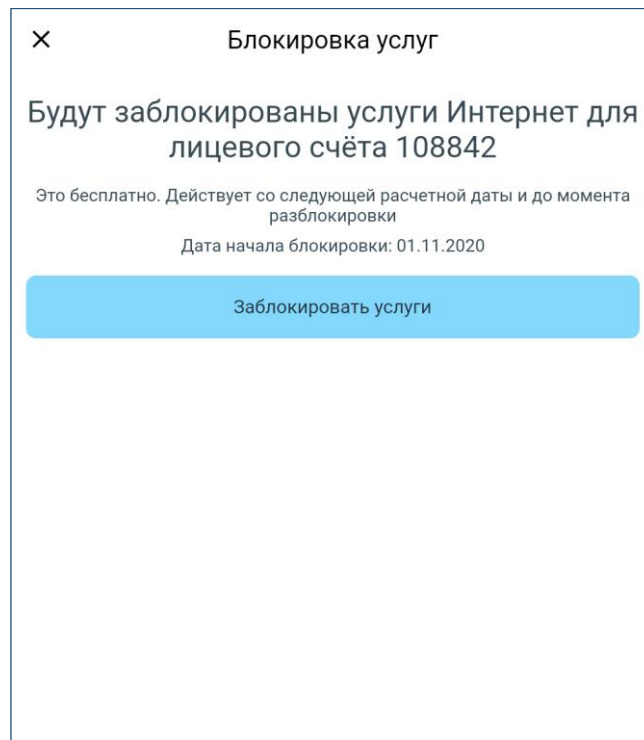 Блокировка услуг
Будут заблокированы услуги Интернет для
лицевого счёта 108842
Это бесплатно. Действует со следующей расчетной даты и до момента
разблокировки
Дата начала блокировки: 01.11.2020
Заблокировать услуги